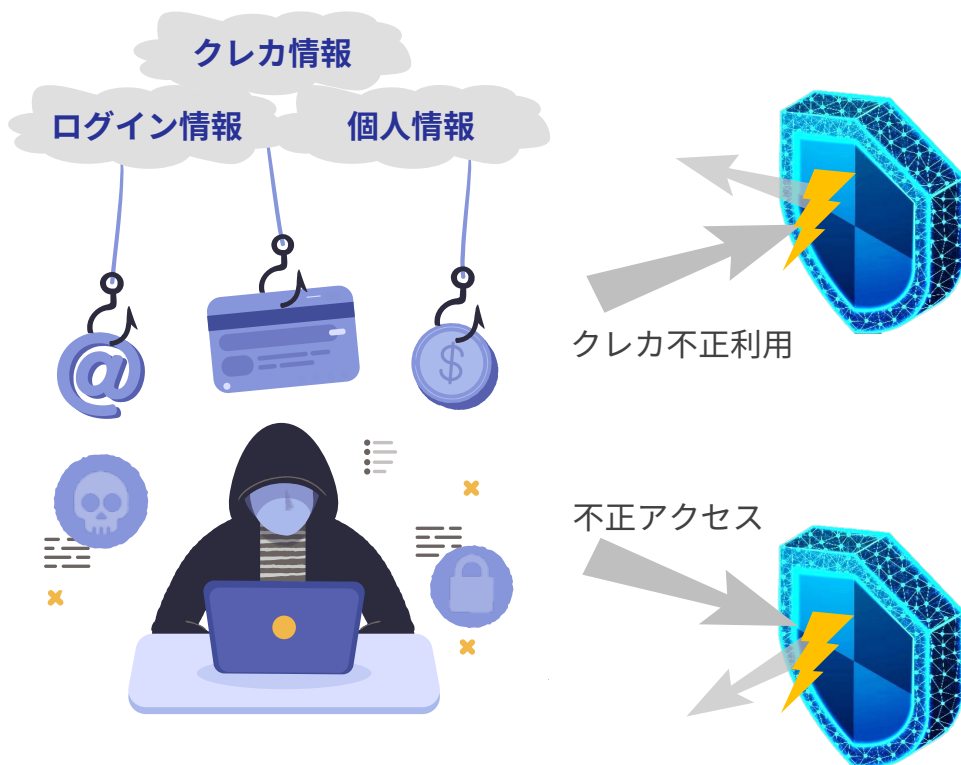 クレカ情報
ログイン情報
個人情報
クレカ不正利用
不正アクセス